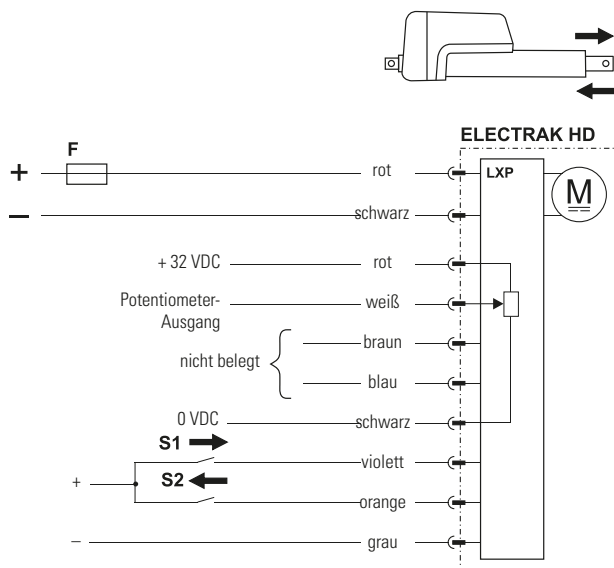 ELECTRAK HD
F
+ rot LXP
M
− schwarz
+ 32 VDC rot
Potentiometer- weiß
Ausgang
braun
nicht belegt
blau
0 VDC schwarz
S1
violett
S2
+
orange
− grau